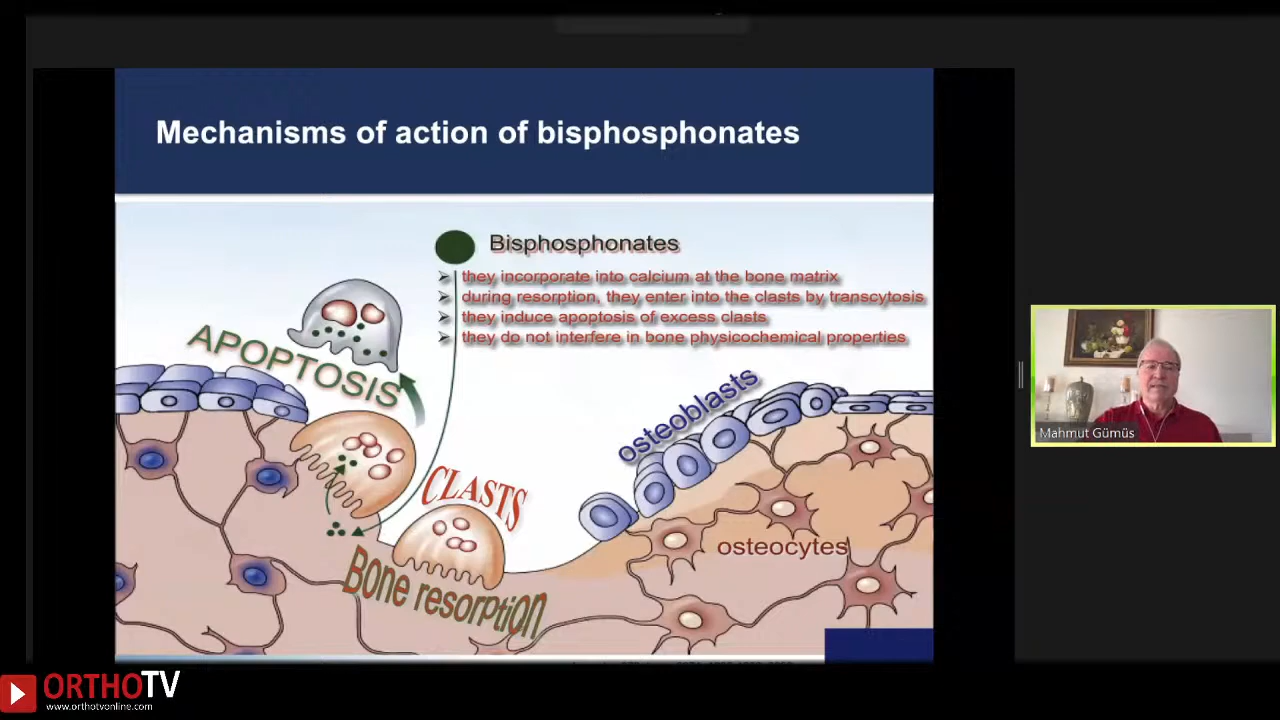 Mechanisms of action of bisphosphonates
Bisphosphonates
they incorporate into calcium at the bone matrix
during resorption, they enter into the clasts by transcytosis
they induce apoptosis of excess clasts
they do not interfere in bone physicochemical properties
APOPTOSIS
osteoblasts
CLASTS
osteocytes
Bone resorption
Mahmut Gümüs
ORTHOTV
www.orthotvonline.com